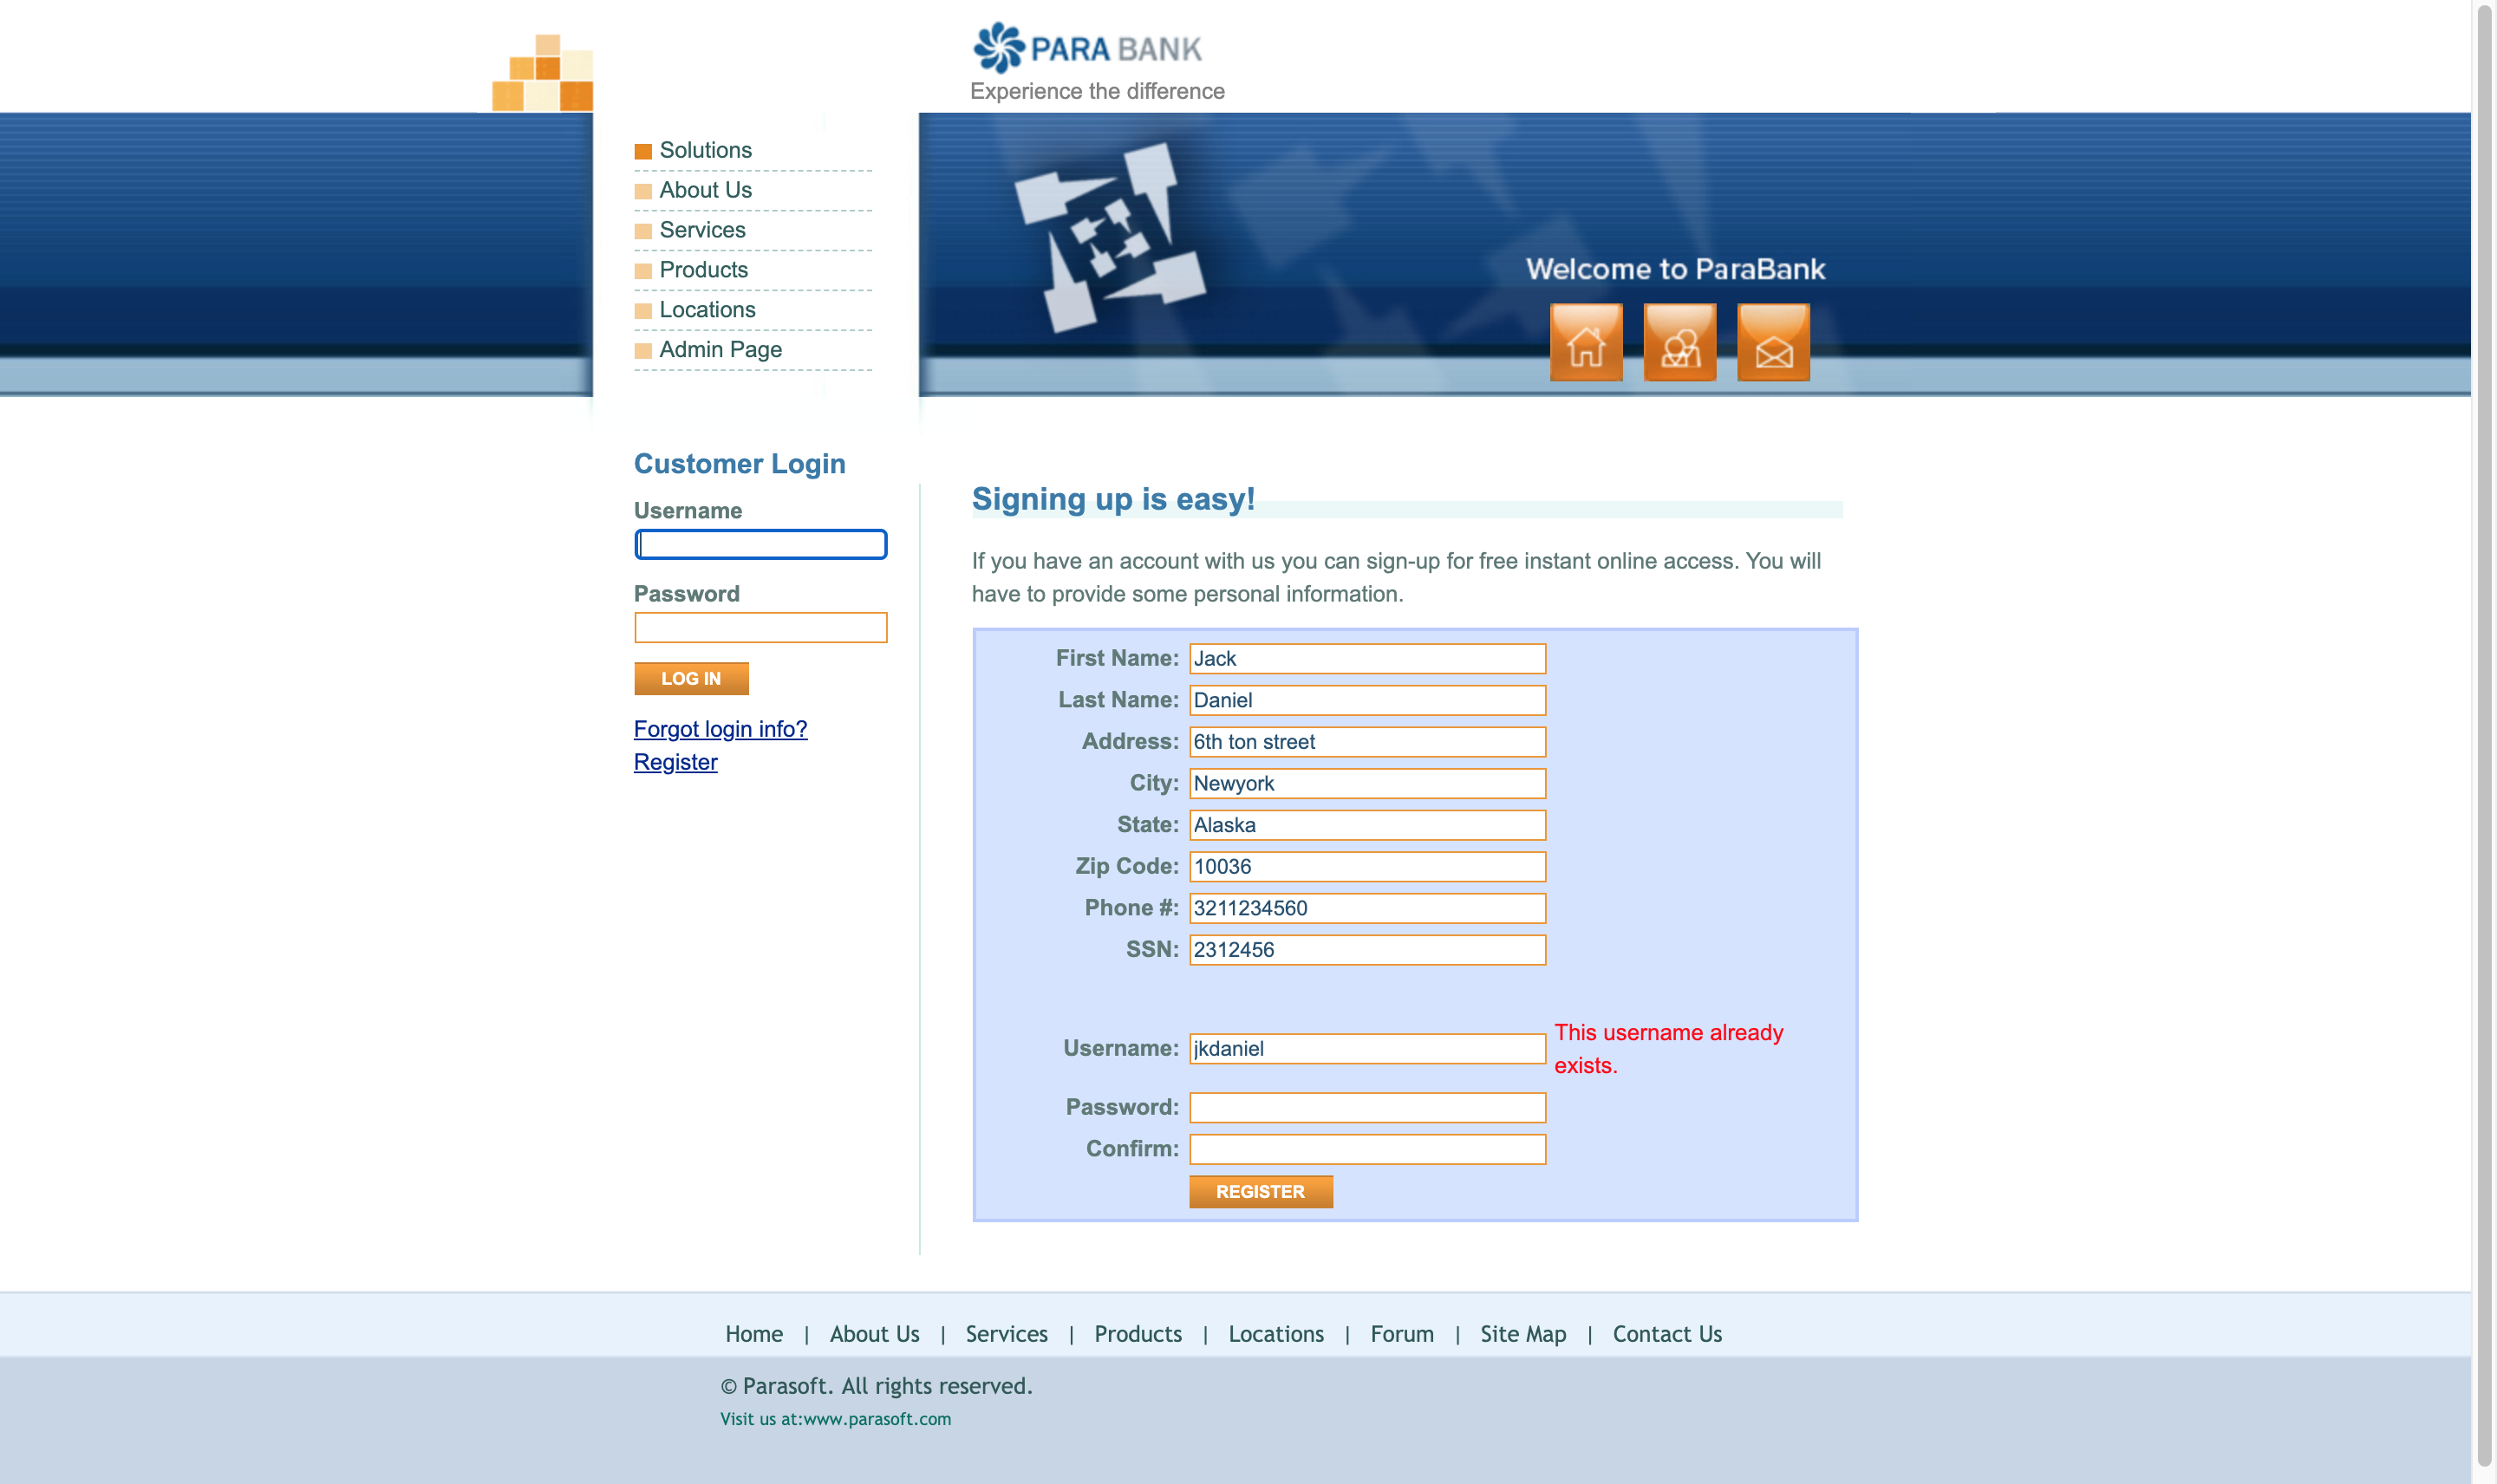 PARA BANK
Experience the difference
Solutions
About Us
Services
Products
Locations
Admin Page
Welcome to ParaBank
Customer Login
Username
Password
LOG IN
Forgot login info?
Register
Signing up is easy!
If you have an account with us you can sign-up for free instant online access. You will
have to provide some personal information.
First Name: Jack
Last Name: Daniel
Address: 6th ton street
City: Newyork
State: Alaska
Zip Code: 10036
Phone #: 3211234560
SSN: 2312456
Username: jkdaniel This username already
exists.
Password:
Confirm:
REGISTER
Home | About Us | Services | Products | Locations | Forum | Site Map | Contact Us
© Parasoft. All rights reserved.
Visit us at:www.parasoft.com